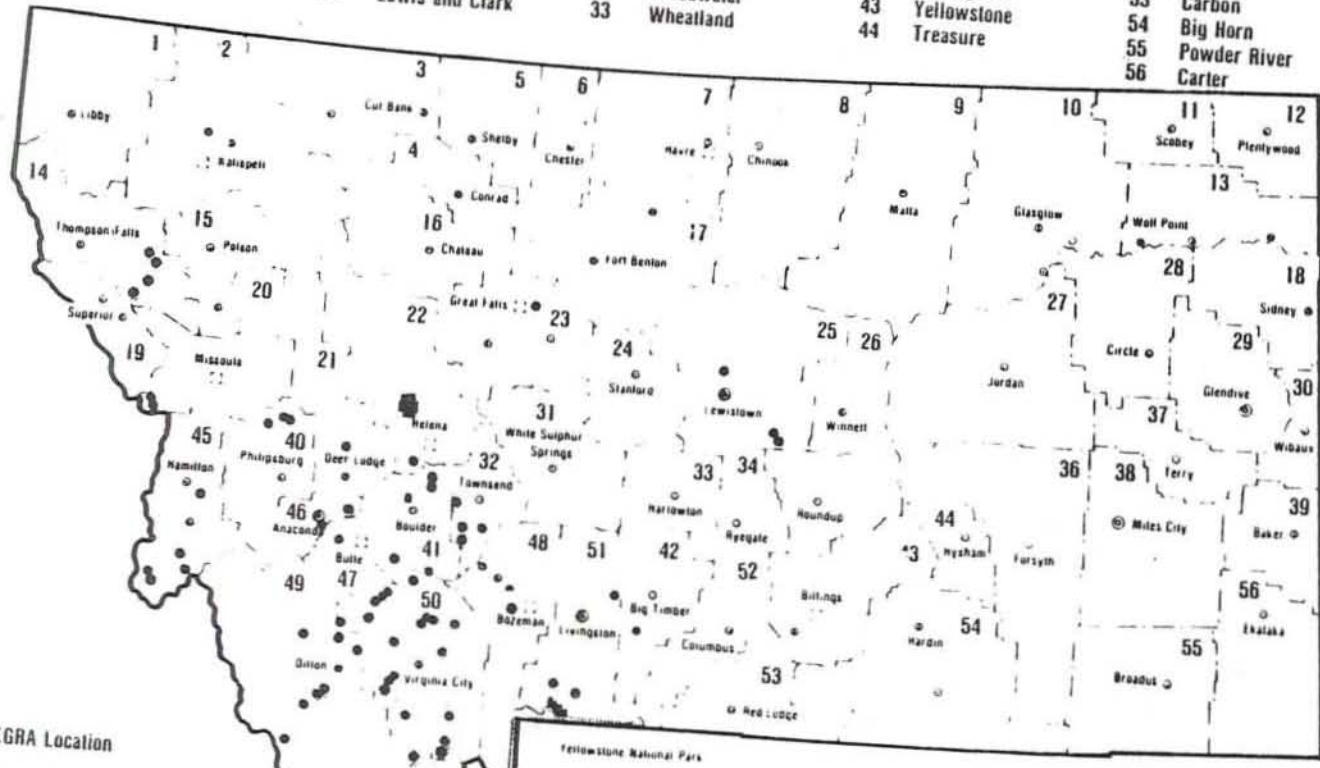 Lewis and Clark
33 Wheatland
43 Yellowstone
44 Treasure
53 Carbon
54 Big Horn
55 Powder River
56 Carter
1
2
3
5
6
7
8
9
10
11
12
Libby
Cut Bank
Shelby
Chester
Havre
Chinook
Scobey
Plentywood
Kalispell
4
13
14
Conrad
Malta
Glasglow
Wolf Point
Thompson Falls
15
Polson
16
Choteau
17
Fort Benton
28
18
Superior
20
Great Falls
22
23
27
Sidney
19
Missoula
21
24
Stanford
25
26
Circle
29
Glendive
30
Wibaux
Jordan
Lewistown
Winnett
Helena
31
White Sulphur
Springs
37
45
40
Philipsburg
Deer Lodge
32
Townsend
33
34
36
38
Terry
Hamilton
46
Anaconda
Boulder
Harlowton
Roundup
44
Miles City
39
Baker
Butte
41
48
51
42
Ryegate
Hysham
Forsyth
49
47
50
52
Billings
56
Ekalaka
Bozeman
Livingston
Big Timber
Columbus
Hardin
54
55
Dillon
Virginia City
53
Broadus
Red Lodge
Yellowstone National Park
EGRA Location